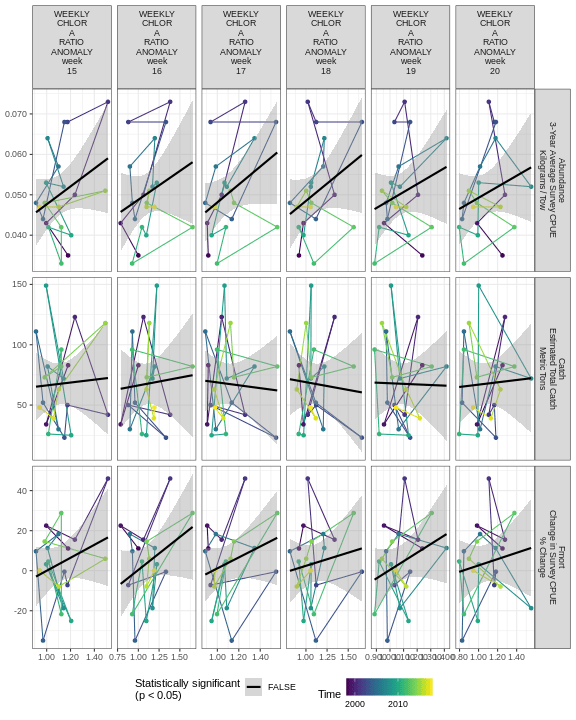 WEEKLY
CHLOR
A
RATIO
ANOMALY
week
15
WEEKLY
CHLOR
A
RATIO
ANOMALY
week
16
WEEKLY
CHLOR
A
RATIO
ANOMALY
week
17
WEEKLY
CHLOR
A
RATIO
ANOMALY
week
18
WEEKLY
CHLOR
A
RATIO
ANOMALY
week
19
WEEKLY
CHLOR
A
RATIO
ANOMALY
week
20
0.070
0.060
0.050
0.040
Abundance
3-Year Average Survey CPUE
Kilograms / Tow
150
100
50
Catch
Estimated Total Catch
Metric Tons
40
20
0
-20
Fmort
Change in Survey CPUE
% Change
1.00 1.20 1.40
0.75 1.00 1.25 1.50
1.00 1.20 1.40
1.00 1.25 1.50
0.90 1.00 1.10 1.20 1.30 1.40
0.80 1.00 1.20 1.40
Statistically significant
(p < 0.05)
FALSE
Time
2000 2010